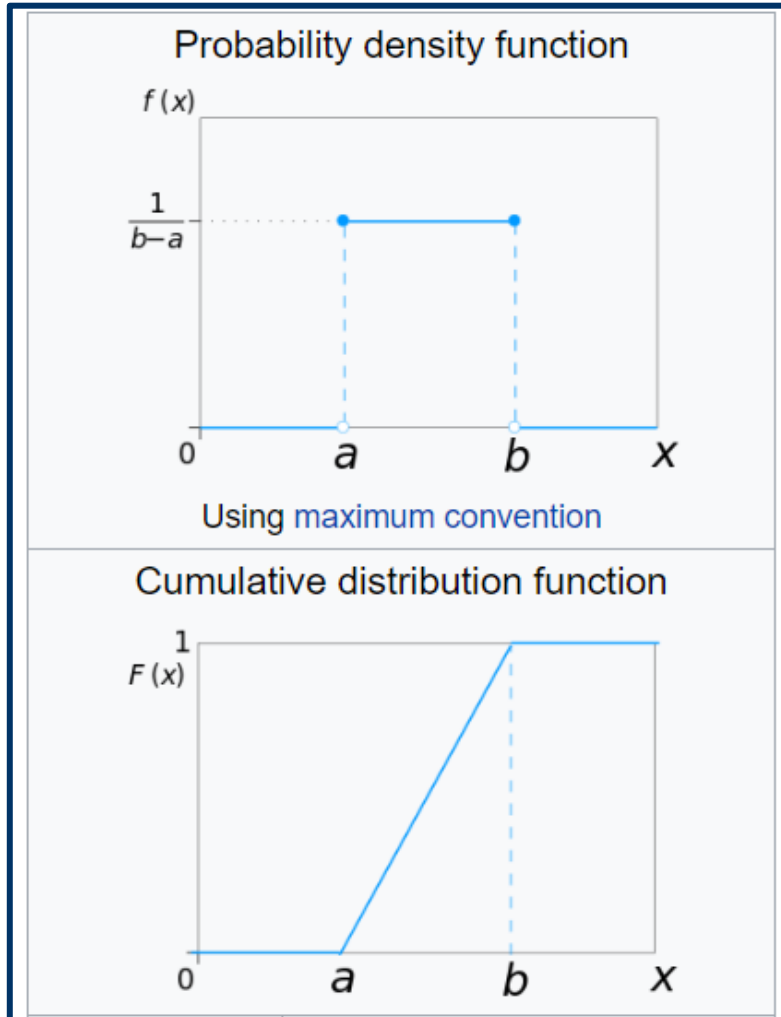 Probability density function
f (x)
1
b−a
0 a b x
Using maximum convention
Cumulative distribution function
1
F (x)
0 a b x